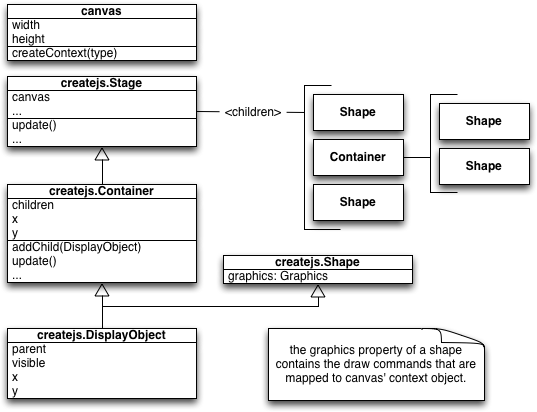 canvas
width
height
createContext(type)
createjs.Stage
canvas
...
update()
...
<children>
Shape
Container
Shape
Shape
Shape
createjs.Container
children
x
y
addChild(DisplayObject)
update()
...
createjs.Shape
graphics: Graphics
createjs.DisplayObject
parent
visible
x
y
the graphics property of a shape
contains the draw commands that are
mapped to canvas' context object.